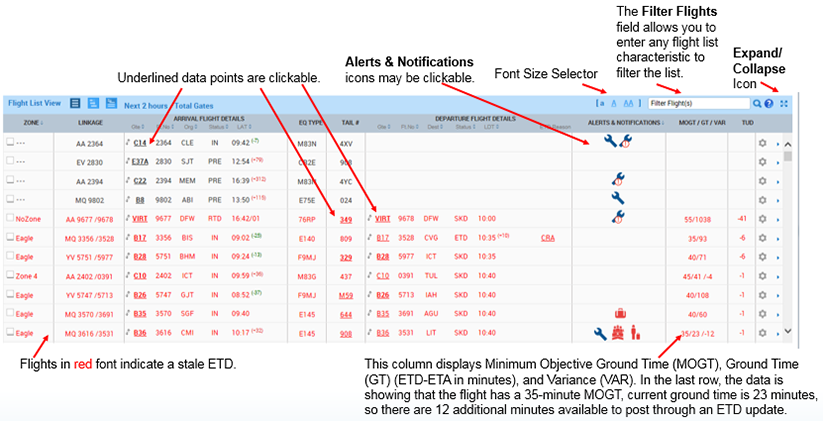 The Filter Flights
field allows you to
enter any flight list
characteristic to
filter the list.
Expand/
Collapse
Icon
Alerts & Notifications
icons may be clickable.
Underlined data points are clickable.
Font Size Selector
Flight List View Next 2 hours Total Gates [ a A AA ] Filter Flight(s)
ARRIVAL FLIGHT DETAILS DEPARTURE FLIGHT DETAILS
ZONE LINKAGE Gte Flt No Org Status LAT EQ TYPE TAIL # Gte Flt No Dest Status LDT ETD Reason ALERTS & NOTIFICATIONS MOGT / GT / VAR TUD
--- AA 2364 C14 2364 CLE IN 09:42 (-7) M83N 4XV
--- EV 2830 E37A 2830 SJT PRE 12:54 (+79) 
--- AA 2394 C22 2394 MEM PRE 16:39 (+312) M83N 4YC
--- MQ 9802 B8 9802 ABI PRE 13:50 (+115) E75E 024
NoZone AA 9677 /9678 VIRT 9677 DFW RTD 16:42/01 76RP 349 VIRT 9678 DFW SKD 10:00 55/1038 -41
Eagle MQ 3356 /3528 B17 3356 BIS IN 09:02 (-23) E140 809 B17 3528 CVG ETD 10:35 (+10) CRA 35/93 -6
Eagle YV 5751 /5977 B28 5751 BHM IN 09:24 (-13) F9MJ 329 B28 5977 ICT SKD 10:35 40/71 -6
Zone 4 AA 2402 /0391 C10 2402 ICT IN 09:59 (+36) M83G 437 C10 0391 TUL SKD 10:40 45/41 /-4 -1
Eagle YV 5747 /5713 B26 5747 GJT IN 08:52 (-37) F9MJ M59 B26 5713 IAH SKD 10:40 40/108 -1
Eagle MQ 3570 /3691 B35 3570 SGF IN 09:40 E145 644 B35 3691 AGU SKD 10:40 40/60 -1
Eagle MQ 3616 /3531 B36 3616 CMI IN 10:17 (+32) E145 908 B36 3531 LIT SKD 10:40 35/23 /-12 -1
Flights in red font indicate a stale ETD.
This column displays Minimum Objective Ground Time (MOGT), Ground Time
(GT) (ETD-ETA in minutes), and Variance (VAR). In the last row, the data is
showing that the flight has a 35-minute MOGT, current ground time is 23 minutes,
so there are 12 additional minutes available to post through an ETD update.